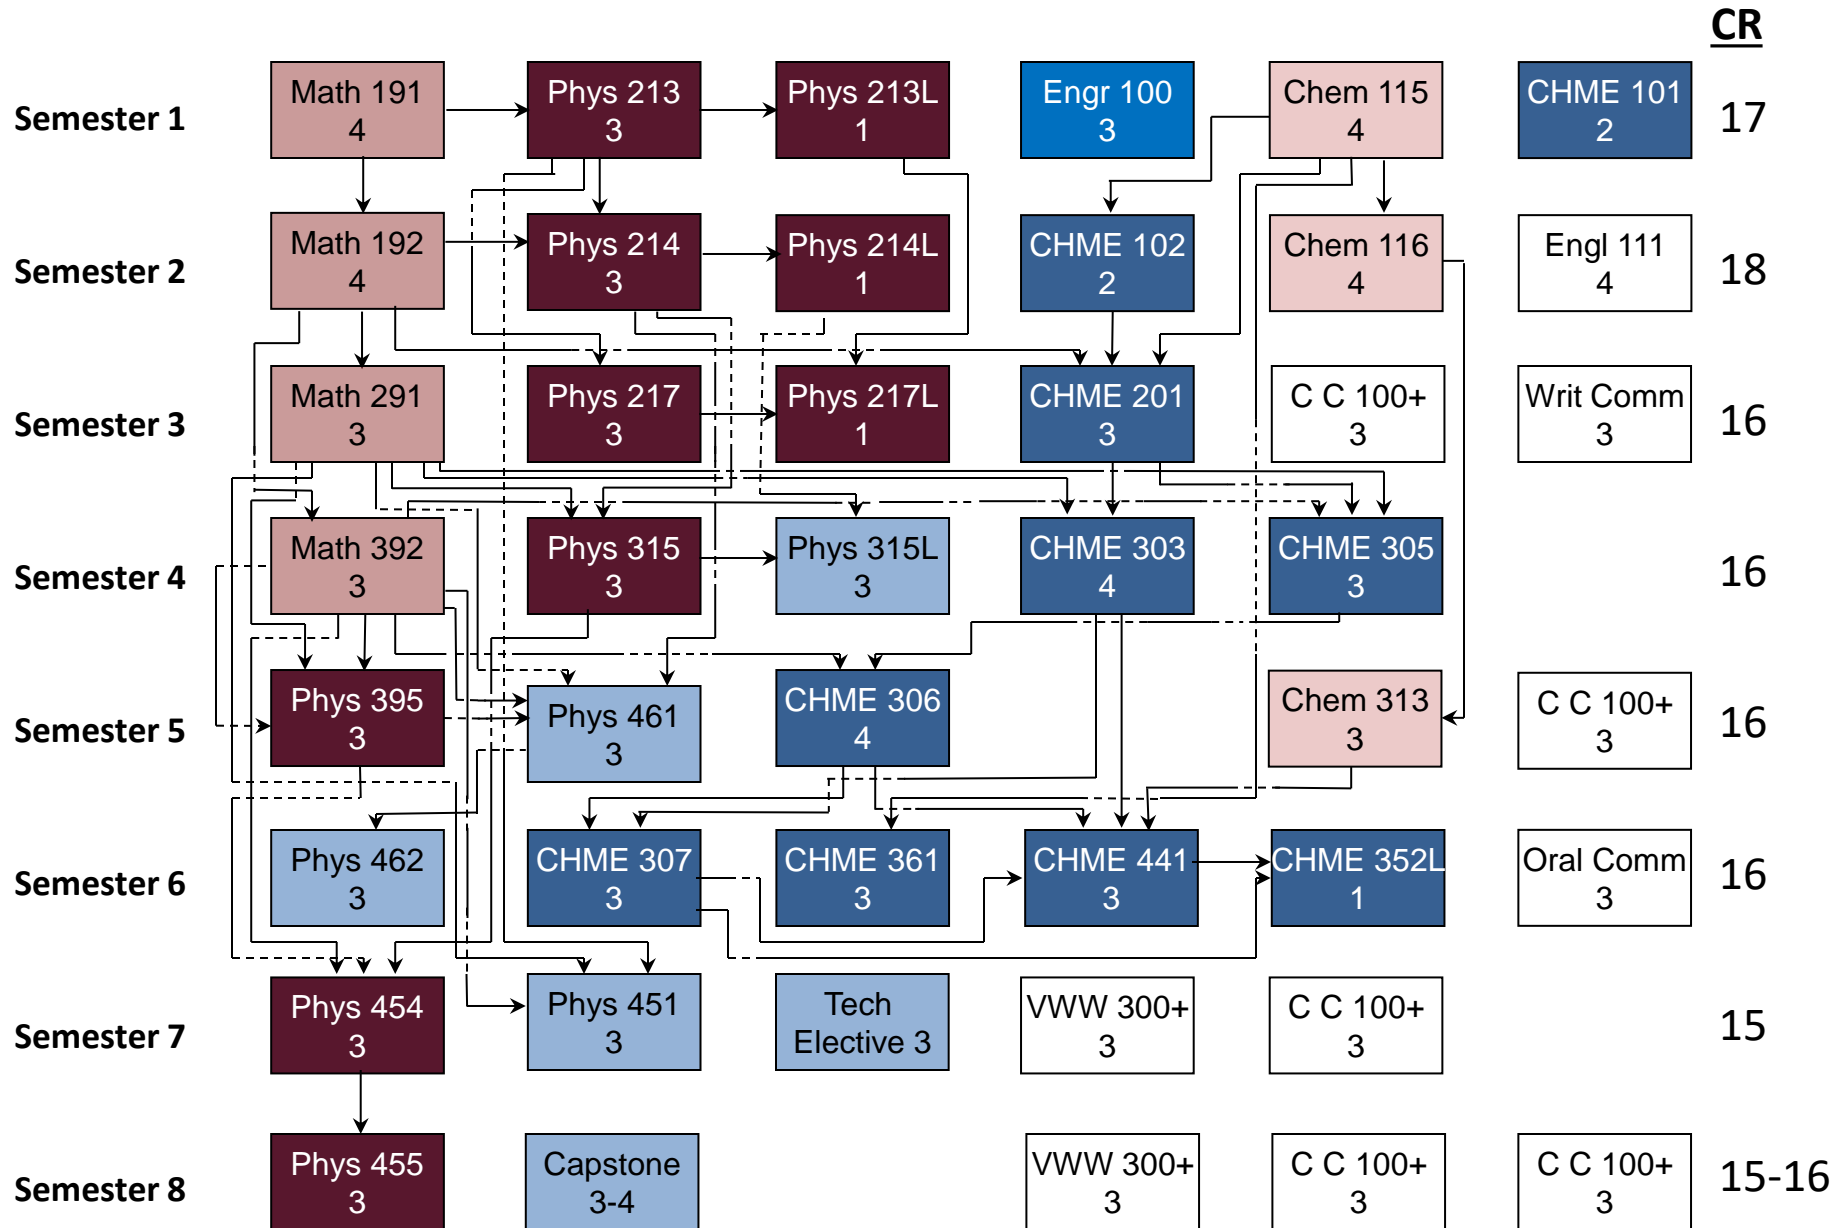 CR
Semester 1
Math 191
4
Phys 213
3
Phys 213L
1
Engr 100
3
Chem 115
4
CHME 101
2
17
Semester 2
Math 192
4
Phys 214
3
Phys 214L
1
CHME 102
2
Chem 116
4
Engl 111
4
18
Semester 3
Math 291
3
Phys 217
3
Phys 217L
1
CHME 201
3
C C 100+
3
Writ Comm
3
16
Semester 4
Math 392
3
Phys 315
3
Phys 315L
3
CHME 303
4
CHME 305
3
16
Semester 5
Phys 395
3
Phys 461
3
CHME 306
4
Chem 313
3
C C 100+
3
16
Semester 6
Phys 462
3
CHME 307
3
CHME 361
3
CHME 441
3
CHME 352L
1
Oral Comm
3
16
Semester 7
Phys 454
3
Phys 451
3
Tech
Elective 3
VWW 300+
3
C C 100+
3
15
Semester 8
Phys 455
3
Capstone
3-4
VWW 300+
3
C C 100+
3
C C 100+
3
15-16